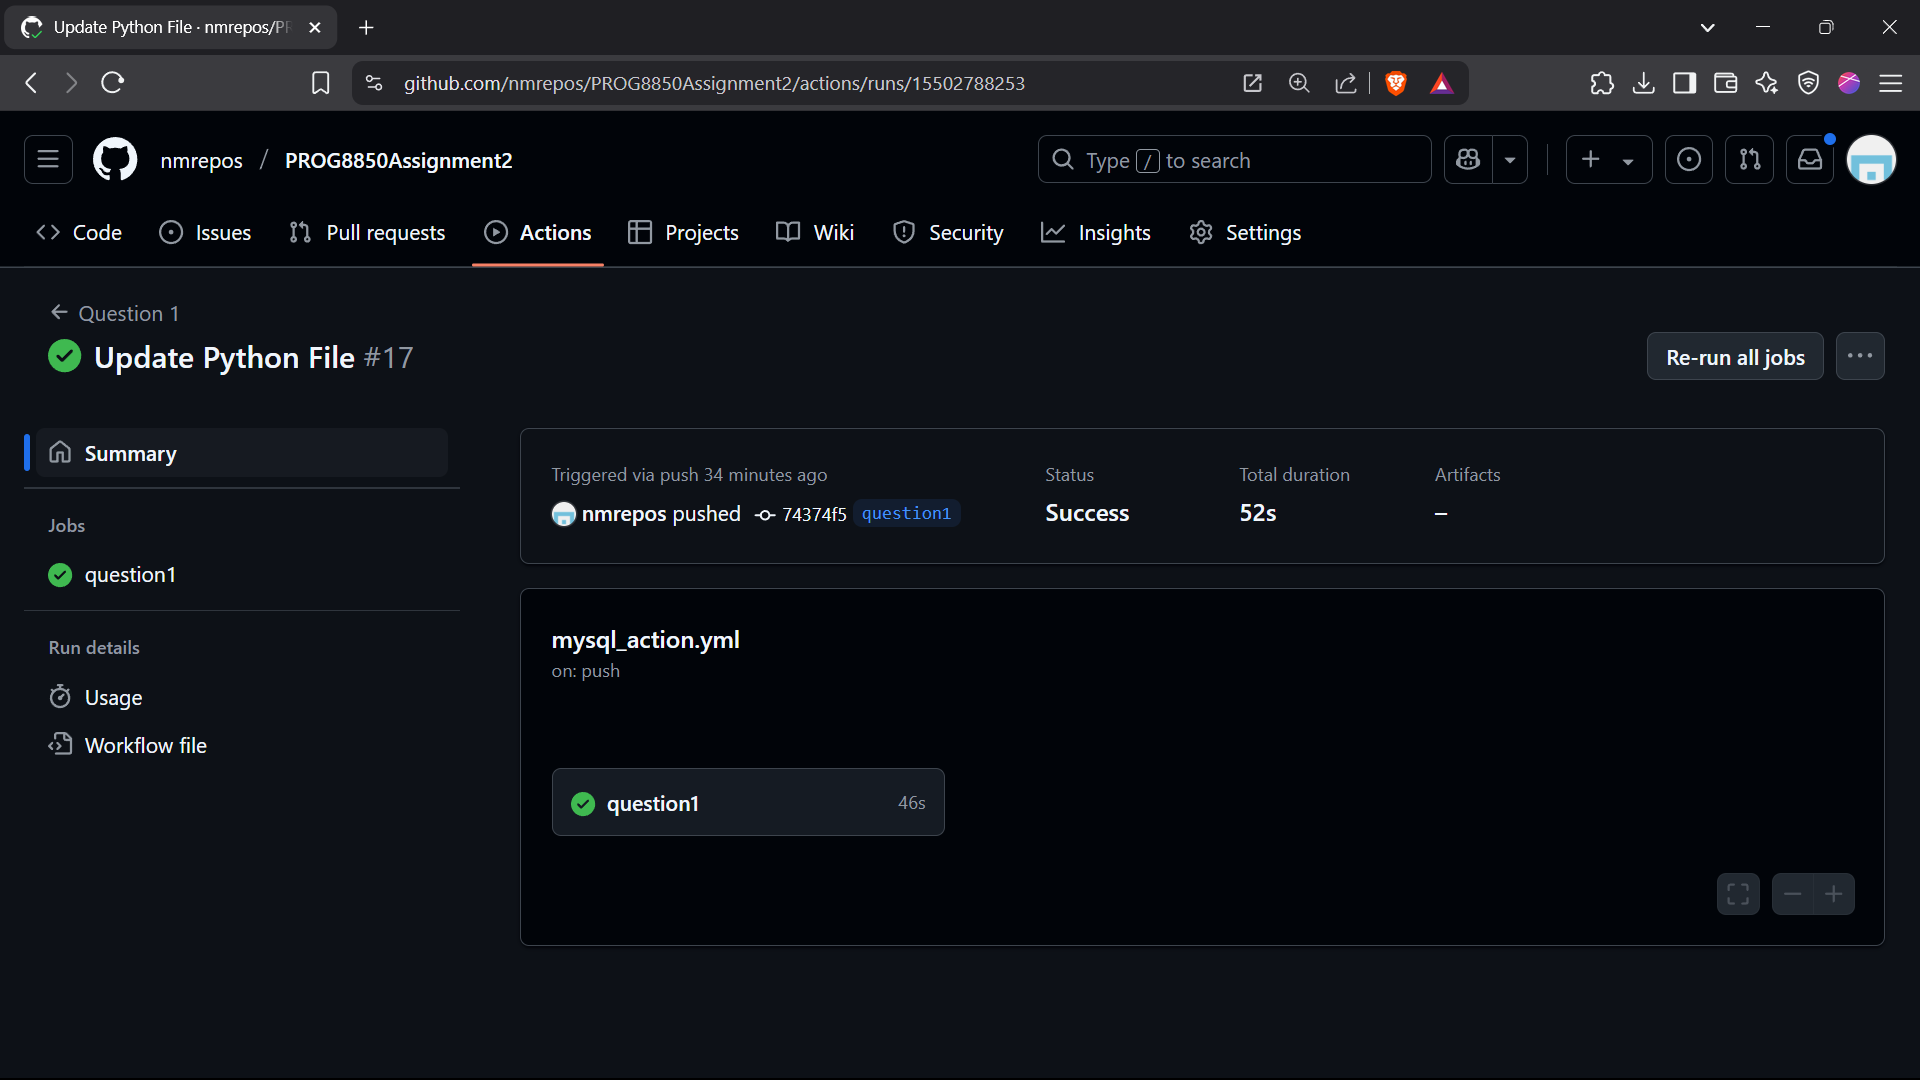 Update Python File · nmrepos/PR
github.com/nmrepos/PROG8850Assignment2/actions/runs/15502788253
nmrepos / PROG8850Assignment2
Type / to search
Code
Issues
Pull requests
Actions
Projects
Wiki
Security
Insights
Settings
Question 1
Update Python File #17
Re-run all jobs
Summary
Jobs
question1
Run details
Usage
Workflow file
Triggered via push 34 minutes ago
nmrepos pushed 74374f5 question1
Status
Success
Total duration
52s
Artifacts
–
mysql_action.yml
on: push
question1 46s